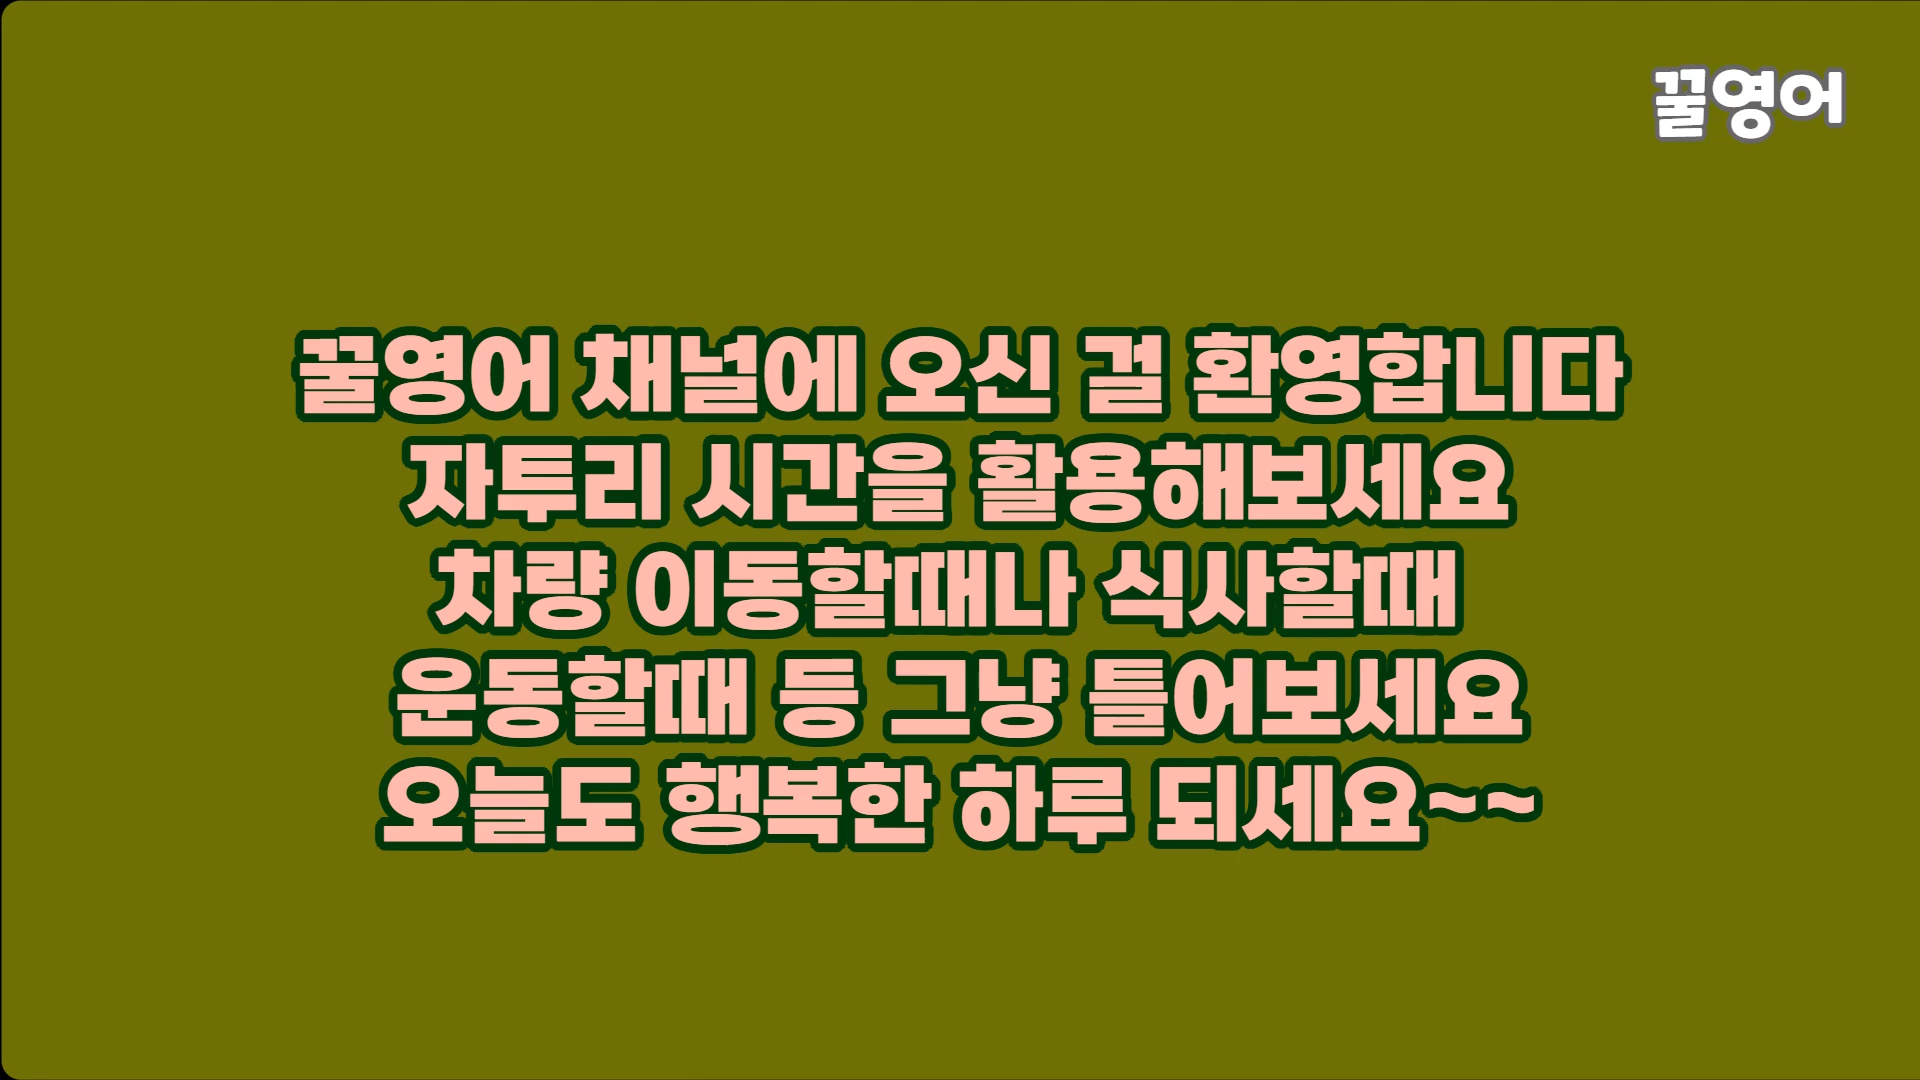 꿀영어
꿀영어 채널에 오신 걸 환영합니다
자투리 시간을 활용해보세요
차량 이동할때나 식사할때
운동할때 등 그냥 틀어보세요
오늘도 행복한 하루 되세요~~